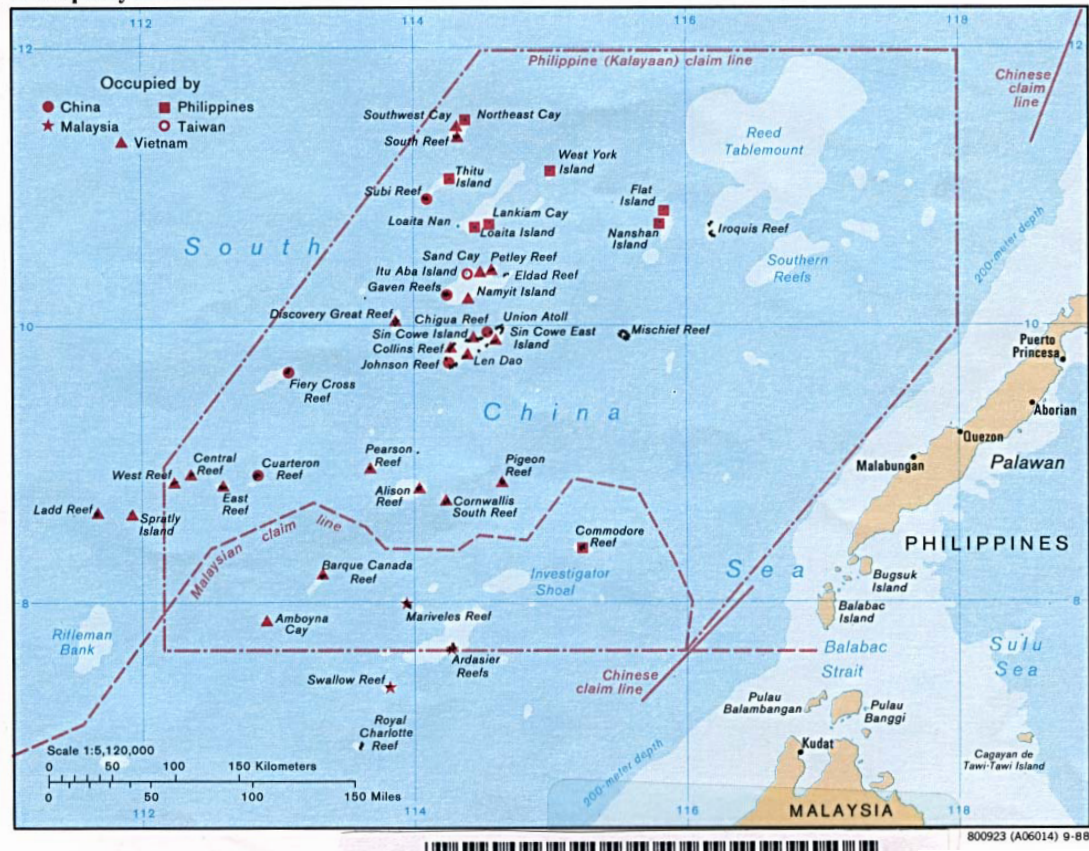 112
114
116
118
12
12
Philippine (Kalayaan) claim line
Chinese
claim
line
Occupied by
China
Philippines
Malaysia
Taiwan
Vietnam
Southwest Cay
Northeast Cay
South Reef
Reed
Tablemount
West York
Island
Thitu
Island
Subi Reef
Flat
Island
Lankiam Cay
Loaita Nan
Loaita Island
Nanshan
Island
Iroquis Reef
South
200-meter depth
Sand Cay
Petley Reef
Itu Aba Island
Eldad Reef
Southern
Reefs
Gaven Reefs
Namyit Island
Discovery Great Reef
Chigua Reef
Union Atoll
10
10
Sin Cowe Island
Sin Cowe East
Island
Mischief Reef
Collins Reef
Johnson Reef
Len Dao
Puerto
Princesa
Fiery Cross
Reef
China
Aborian
Quezon
Malabungan
Palawan
Pearson
Reef
Pigeon
Reef
Central
Reef
Cuarteron
Reef
West Reef
East
Reef
Alison
Reef
Cornwallis
South Reef
Ladd Reef
Spratly
Island
Malaysian claim line
Commodore
Reef
PHILIPPINES
Barque Canada
Reef
Investigator
Shoal
Sea
Bugsuk
Island
8
8
Mariveles Reef
Amboyna
Cay
Balabac
Island
Rifleman
Bank
Ardasier
Reefs
Balabac
Strait
Sulu
Sea
Swallow Reef
Chinese
claim line
Pulau
Balambangan
Pulau
Banggi
Royal
Charlotte
Reef
Kudat
Cagayan de
Tawi-Tawi Island
Scale 1:5,120,000
0 50 100 150 Kilometers
0 50 100 150 Miles
200-meter depth
MALAYSIA
112
114
116
118
800923 (A06014) 9-88